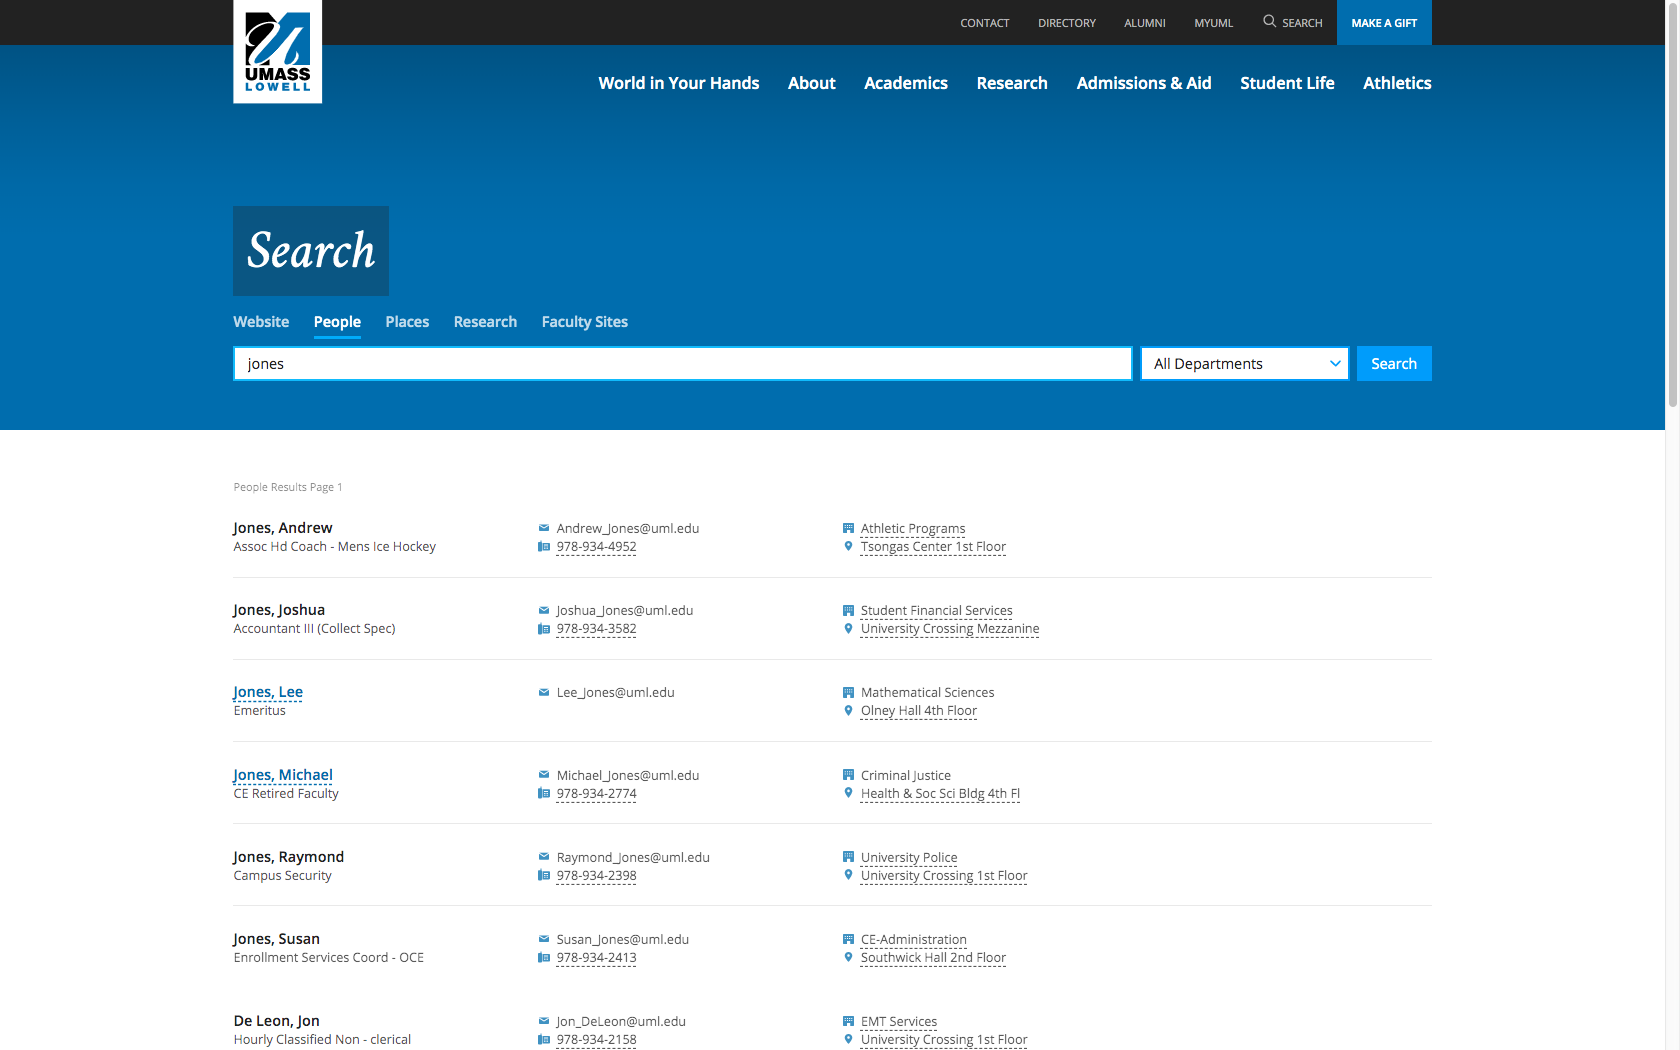 UMASS
LOWELL
CONTACT DIRECTORY ALUMNI MYUML SEARCH MAKE A GIFT
World in Your Hands About Academics Research Admissions & Aid Student Life Athletics
Search
Website People Places Research Faculty Sites
jones All Departments Search
People Results Page 1
Jones, Andrew Andrew_Jones@uml.edu Athletic Programs
Assoc Hd Coach - Mens Ice Hockey 978-934-4952 Tsongas Center 1st Floor
Jones, Joshua Joshua_Jones@uml.edu Student Financial Services
Accountant III (Collect Spec) 978-934-3582 University Crossing Mezzanine
Jones, Lee Lee_Jones@uml.edu Mathematical Sciences
Emeritus Olney Hall 4th Floor
Jones, Michael Michael_Jones@uml.edu Criminal Justice
CE Retired Faculty 978-934-2774 Health & Soc Sci Bldg 4th Fl
Jones, Raymond Raymond_Jones@uml.edu University Police
Campus Security 978-934-2398 University Crossing 1st Floor
Jones, Susan Susan_Jones@uml.edu CE-Administration
Enrollment Services Coord - OCE 978-934-2413 Southwick Hall 2nd Floor
De Leon, Jon Jon_DeLeon@uml.edu EMT Services
Hourly Classified Non - clerical 978-934-2158 University Crossing 1st Floor